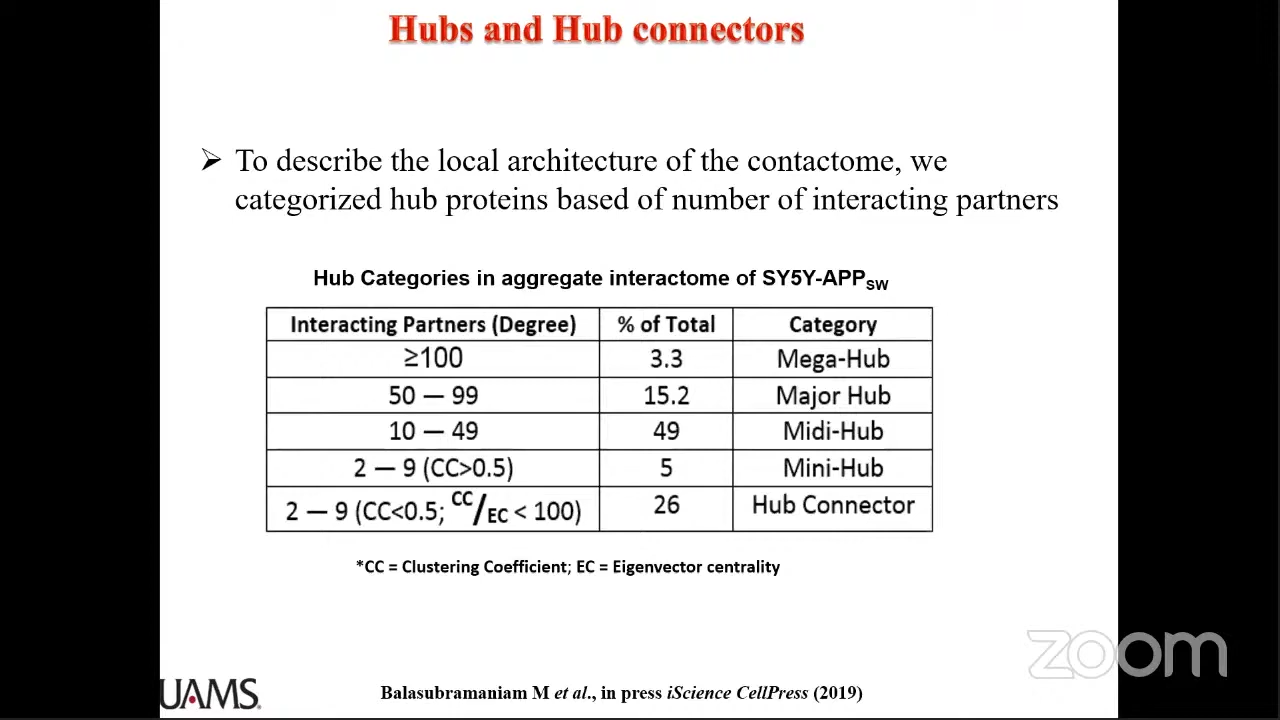 Hubs and Hub connectors
➢ To describe the local architecture of the contactome, we
categorized hub proteins based of number of interacting partners
Hub Categories in aggregate interactome of SY5Y-APPSW
Interacting Partners (Degree) % of Total Category
≥100 3.3 Mega-Hub
50 — 99 15.2 Major Hub
10 — 49 49 Midi-Hub
2 — 9 (CC>0.5) 5 Mini-Hub
2 — 9 (CC<0.5; CC/EC < 100) 26 Hub Connector
*CC = Clustering Coefficient; EC = Eigenvector centrality
zoom
UAMS.
Balasubramaniam M et al., in press iScience CellPress (2019)